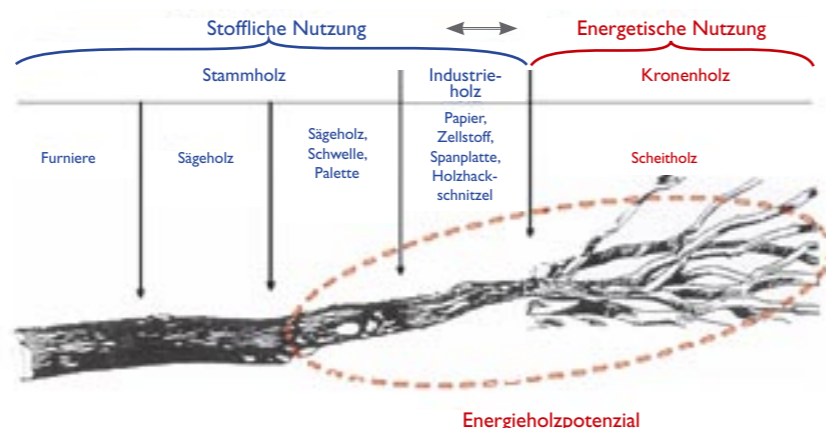 Stoffliche Nutzung
Energetische Nutzung
Stammholz
Industrie-
holz
Kronenholz
Furniere
Sägeholz
Sägeholz,
Schwelle,
Palette
Papier,
Zellstoff,
Spanplatte,
Holzhack-
schnitzel
Scheitholz
Energieholzpotenzial